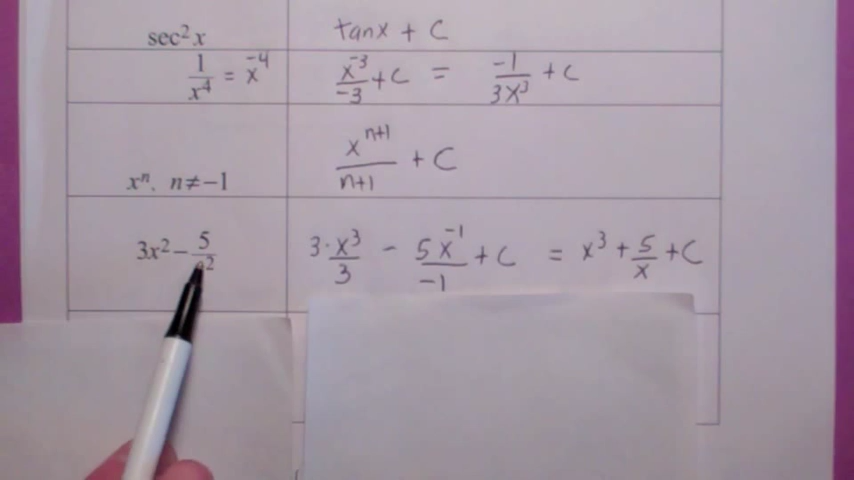 sec²x tanx + C
1/x⁴ = x⁻⁴ x⁻³/-3 + C = -1/3x³ + C
xⁿ, n ≠ −1 xⁿ⁺¹/n+1 + C
3x² − 5/x² 3·x³/3 − 5x⁻¹/-1 + C = x³ + 5/x + C